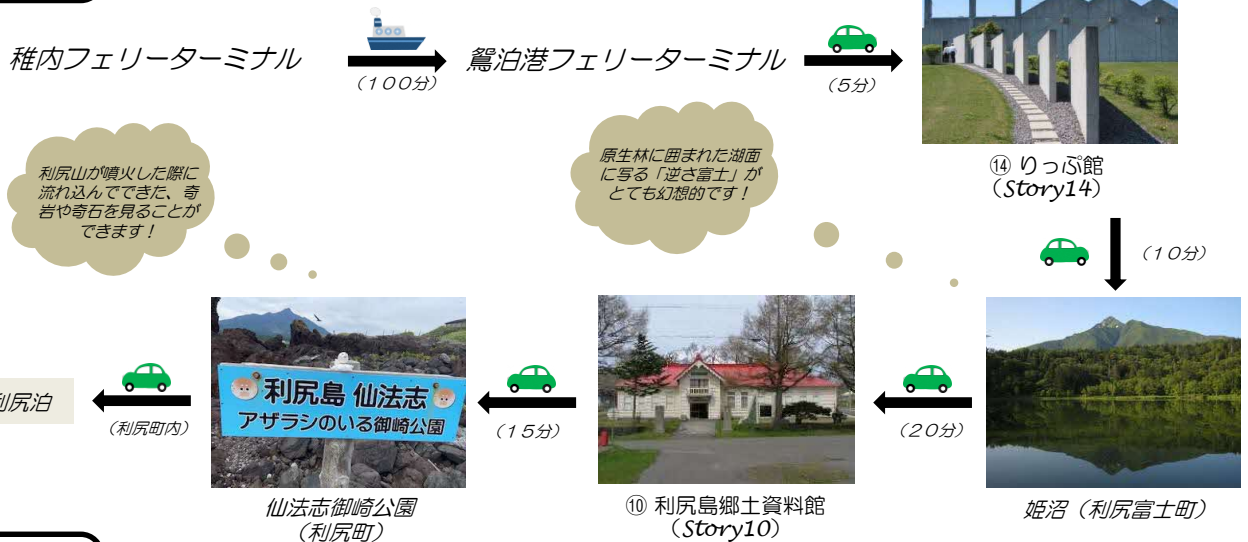 稚内フェリーターミナル
（１００分）
鴛泊港フェリーターミナル
（５分）
⑭ りっぷ館
（Story14）
（１０分）
原生林に囲まれた湖面
に写る「逆さ富士」が
とても幻想的です！
姫沼（利尻富士町）
（２０分）
⑩ 利尻島郷土資料館
（Story10）
（１５分）
利尻山が噴火した際に
流れ込んでできた、奇
岩や奇石を見ることが
できます！
利尻島 仙法志
アザラシのいる御崎公園
仙法志御崎公園
（利尻町）
（利尻町内）
利尻泊